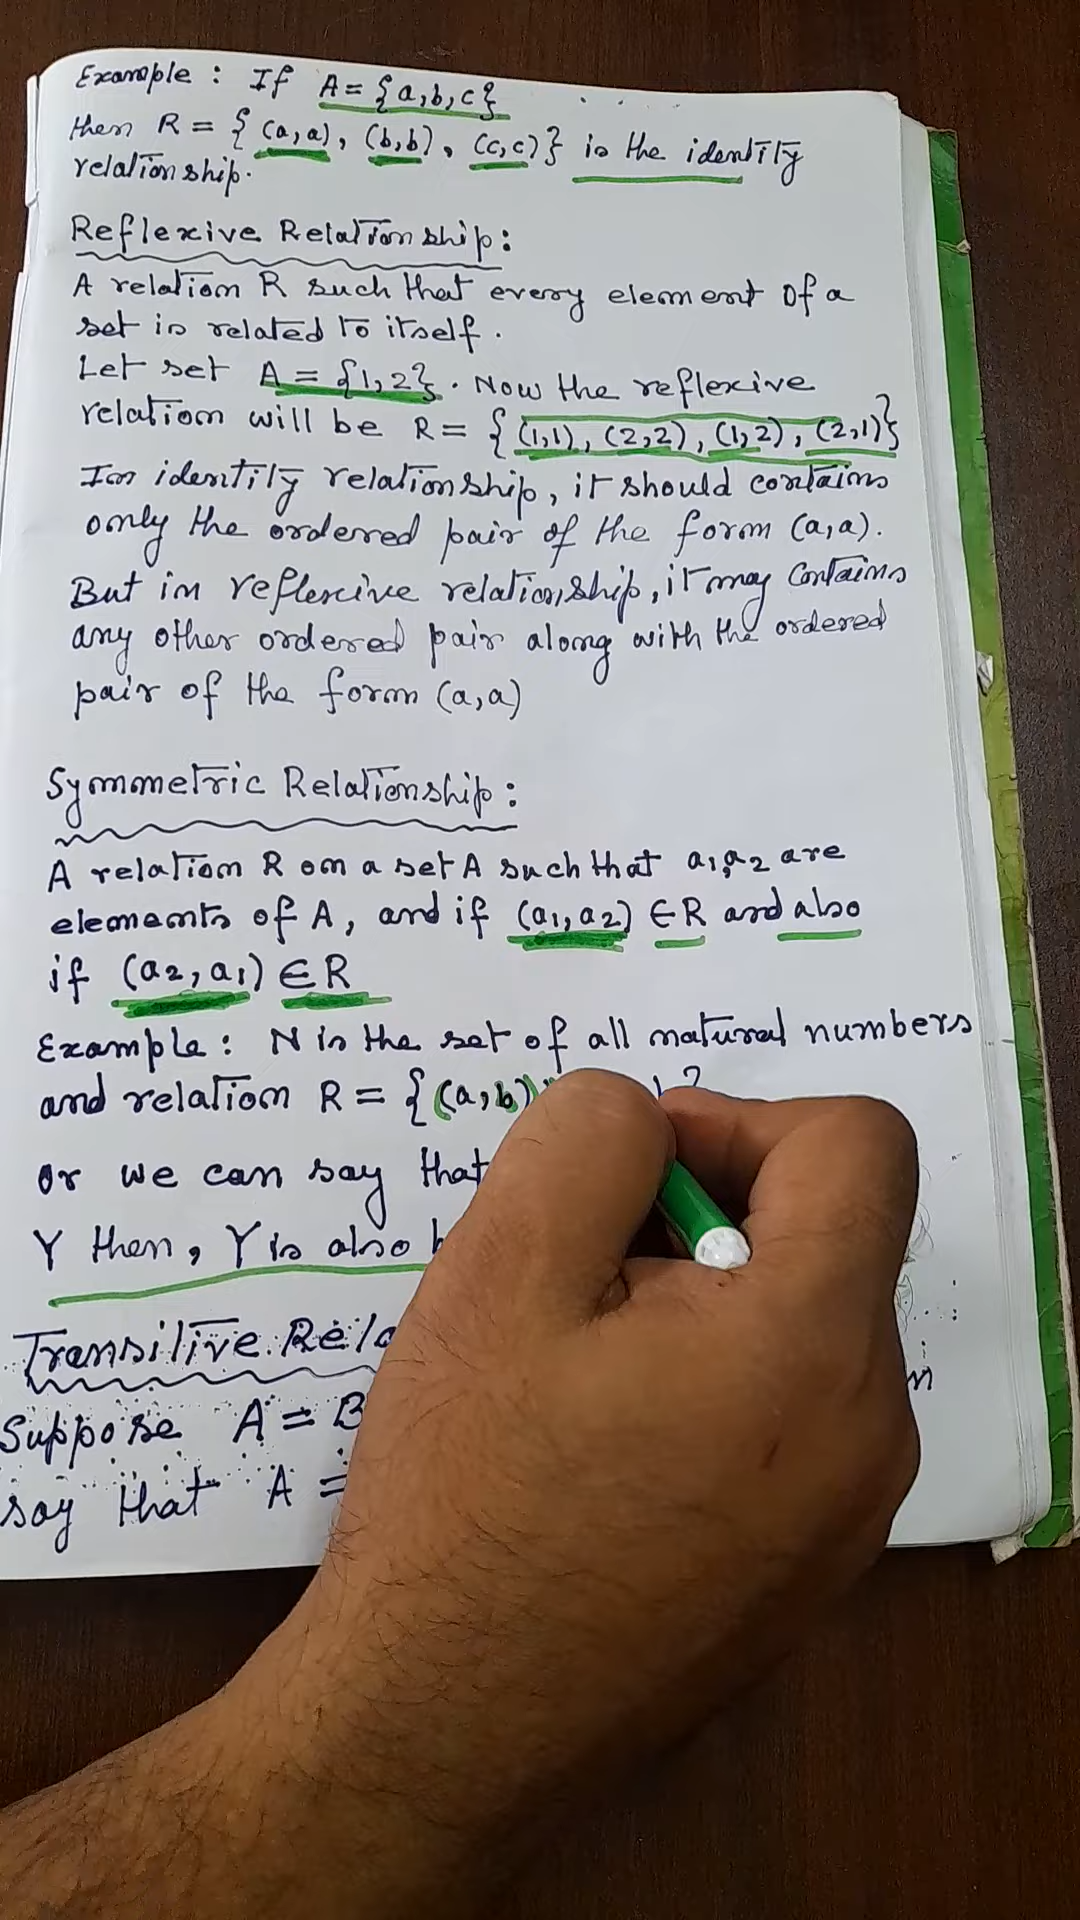 Example : If A = {a,b,c}
then R = { (a,a), (b,b), (c,c)} is the identity
relationship.
Reflexive Relationship:
A relation R such that every element of a
set is related to itself.
Let set A = {1,2}. Now the reflexive
relation will be R = { (1,1), (2,2), (1,2), (2,1)}
In identity relationship, it should contains
only the ordered pair of the form (a,a).
But in reflexive relationship, it may contains
any other ordered pair along with the ordered
pair of the form (a,a)
Symmetric Relationship:
A relation R on a set A such that a1,a2 are
elements of A, and if (a1,a2) ∈ R and also
if (a2,a1) ∈ R
Example: N is the set of all natural numbers
and relation R = { (a,b)
or we can say that
Y then, Y is also
Transitive
Suppose A = B
say that A =